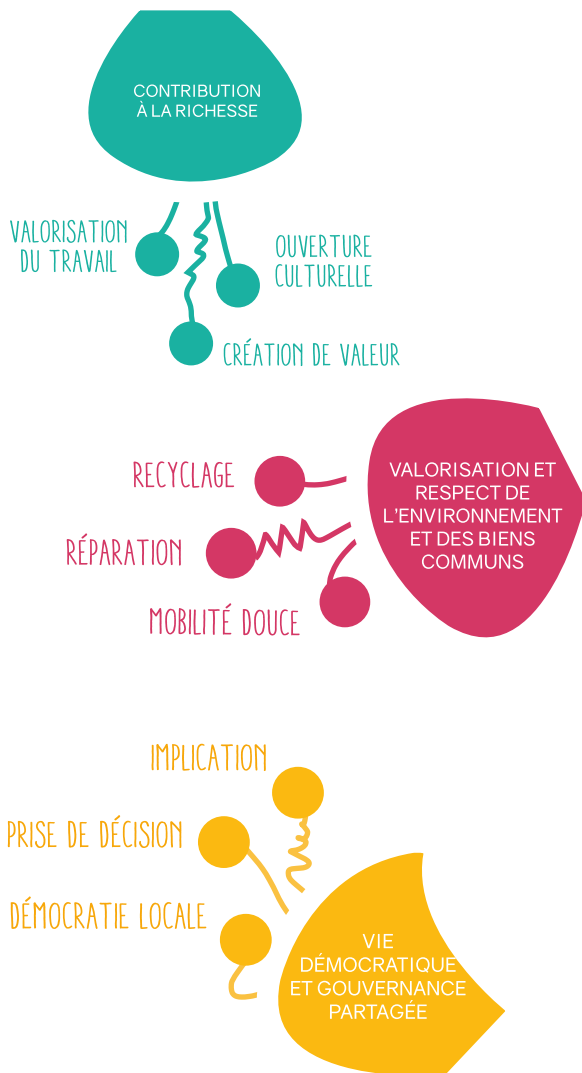 CONTRIBUTION
À LA RICHESSE
VALORISATION
DU TRAVAIL
OUVERTURE
CULTURELLE
CRÉATION DE VALEUR
RECYCLAGE
RÉPARATION
MOBILITÉ DOUCE
VALORISATION ET
RESPECT DE
L'ENVIRONNEMENT
ET DES BIENS
COMMUNS
IMPLICATION
PRISE DE DÉCISION
DÉMOCRATIE LOCALE
VIE
DÉMOCRATIQUE
ET GOUVERNANCE
PARTAGÉE